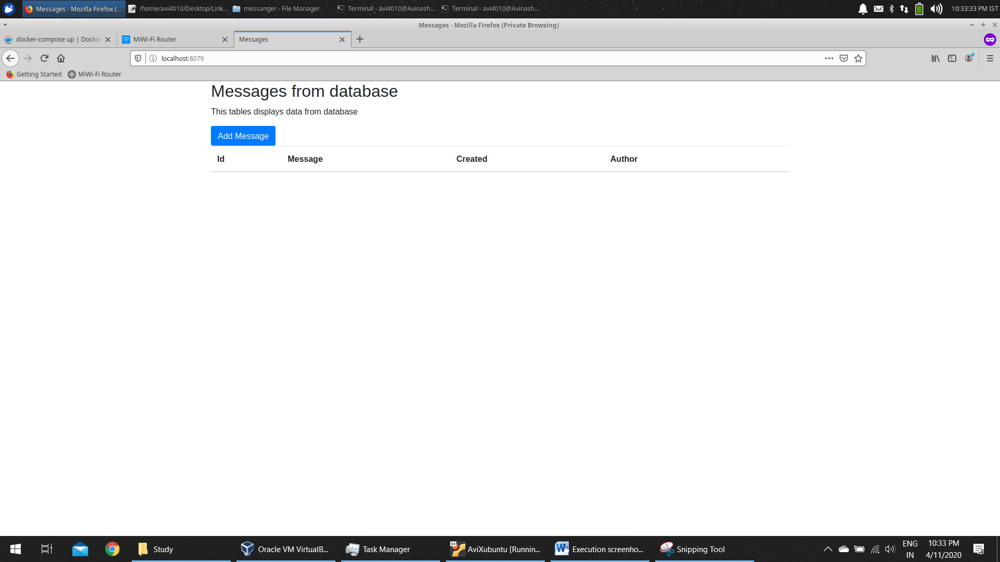 Messages - Mozilla Firefox (...
/home/avi4010/Desktop/Link...
messanger - File Manager
Terminal - avi4010@Avinash...
Terminal - avi4010@Avinash...
10:33:33 PM IST
Messages - Mozilla Firefox (Private Browsing)
docker-compose up | Docker
MiWi-Fi Router
Messages
localhost:8079
Getting Started
MiWi-Fi Router
Messages from database
This tables displays data from database
Add Message
Id Message Created Author
Study
Oracle VM VirtualB...
Task Manager
64
AviXubuntu [Runnin...
Execution screenho...
Snipping Tool
ENG
IN
10:33 PM
4/11/2020